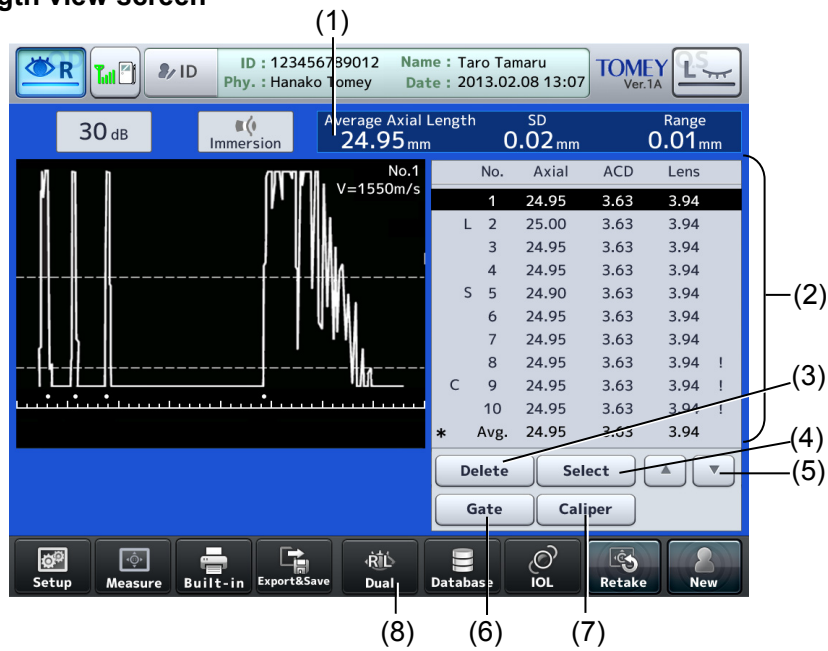 gth view screen
(1)
R
ID
ID : 123456789012 Name : Taro Tamaru
Phy. : Hanako Tomey Date : 2013.02.08 13:07
TOMEY
Ver.1A
OS
L
30 dB
Immersion
Average Axial Length SD Range
24.95 mm 0.02 mm 0.01 mm
No.1
V=1550m/s
No. Axial ACD Lens
1 24.95 3.63 3.94
L 2 25.00 3.63 3.94
3 24.95 3.63 3.94
4 24.95 3.63 3.94
S 5 24.90 3.63 3.94
6 24.95 3.63 3.94
7 24.95 3.63 3.94
8 24.95 3.63 3.94 !
C 9 24.95 3.63 3.94 !
10 24.95 3.63 3.94 !
* Avg. 24.95 3.63 3.94
(2)
(3)
(4)
(5)
Delete Select
Gate Caliper
Setup Measure Built-in Export&Save Dual Database IOL Retake New
R L
(8) (6) (7)